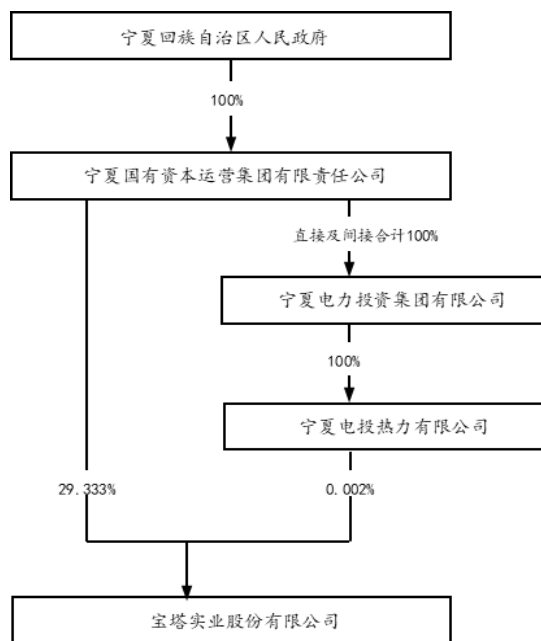 宁夏回族自治区人民政府
100%
宁夏国有资本运营集团有限责任公司
直接及间接合计100%
宁夏电力投资集团有限公司
100%
宁夏电投热力有限公司
29.333%
0.002%
宝塔实业股份有限公司